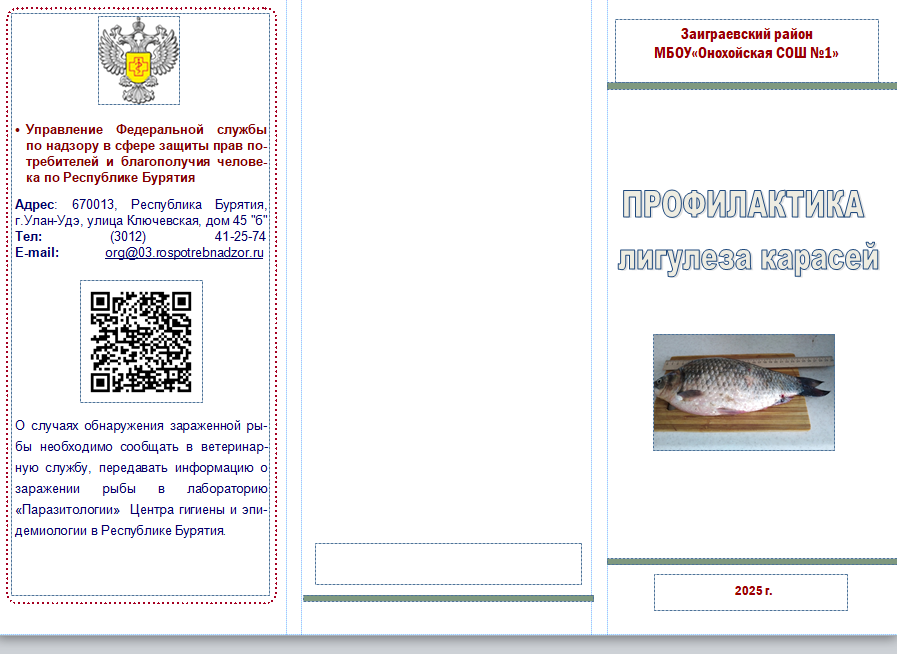 • Управление Федеральной службы
по надзору в сфере защиты прав по-
требителей и благополучия челове-
ка по Республике Бурятия
Адрес: 670013, Республика Бурятия,
г.Улан-Удэ, улица Ключевская, дом 45 "б"
Тел: (3012) 41-25-74
E-mail: org@03.rospotrebnadzor.ru
О случаях обнаружения зараженной ры-
бы необходимо сообщать в ветеринар-
ную службу, передавать информацию о
заражении рыбы в лабораторию
«Паразитологии» Центра гигиены и эпи-
демиологии в Республике Бурятия.
Заиграевский район
МБОУ«Онохойская СОШ №1»
ПРОФИЛАКТИКА
лигулеза карасей
2025 г.